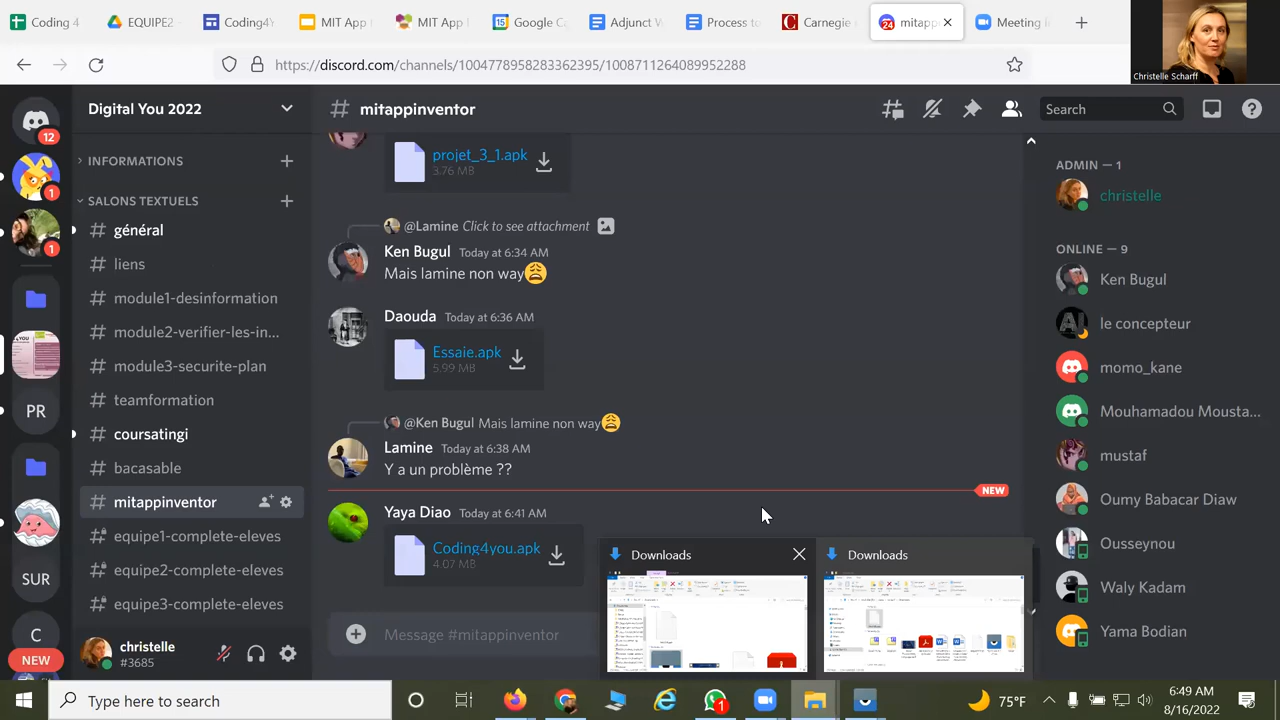 Coding 4
EQUIPE2
Coding4Y
MIT App
MIT App
Google Ca
Adjunct W
Process to
Carnegie
mitapp
Meeting is
Christelle Scharff
https://discord.com/channels/1004778258283362395/1008711264089952288
Digital You 2022
# mitappinventor
Search
12
1
1
PR
SUR
C
NEW
INFORMATIONS
SALONS TEXTUELS
# général
# liens
# module1-desinformation
# module2-verifier-les-in...
# module3-securite-plan
# teamformation
# coursatingi
# bacasable
# mitappinventor
# equipe1-complete-eleves
# equipe2-complete-eleves
# equipe3-complete-eleves
christelle
projet_3_1.apk
3.76 MB
@Lamine Click to see attachment
Ken Bugul Today at 6:34 AM
Mais lamine non way😩
Daouda Today at 6:36 AM
Essaie.apk
5.99 MB
@Ken Bugul Mais lamine non way😩
Lamine Today at 6:38 AM
Y a un problème ??
NEW
Yaya Diao Today at 6:41 AM
Coding4you.apk
4.07 MB
Message #mitappinventor
Downloads
Downloads
ADMIN — 1
christelle
ONLINE — 9
Ken Bugul
le concepteur
momo_kane
Mouhamadou Mousta...
mustaf
Oumy Babacar Diaw
Ousseynou
Waly Kadam
Yama Bodian
Type here to search
1
75°F
6:49 AM
8/16/2022